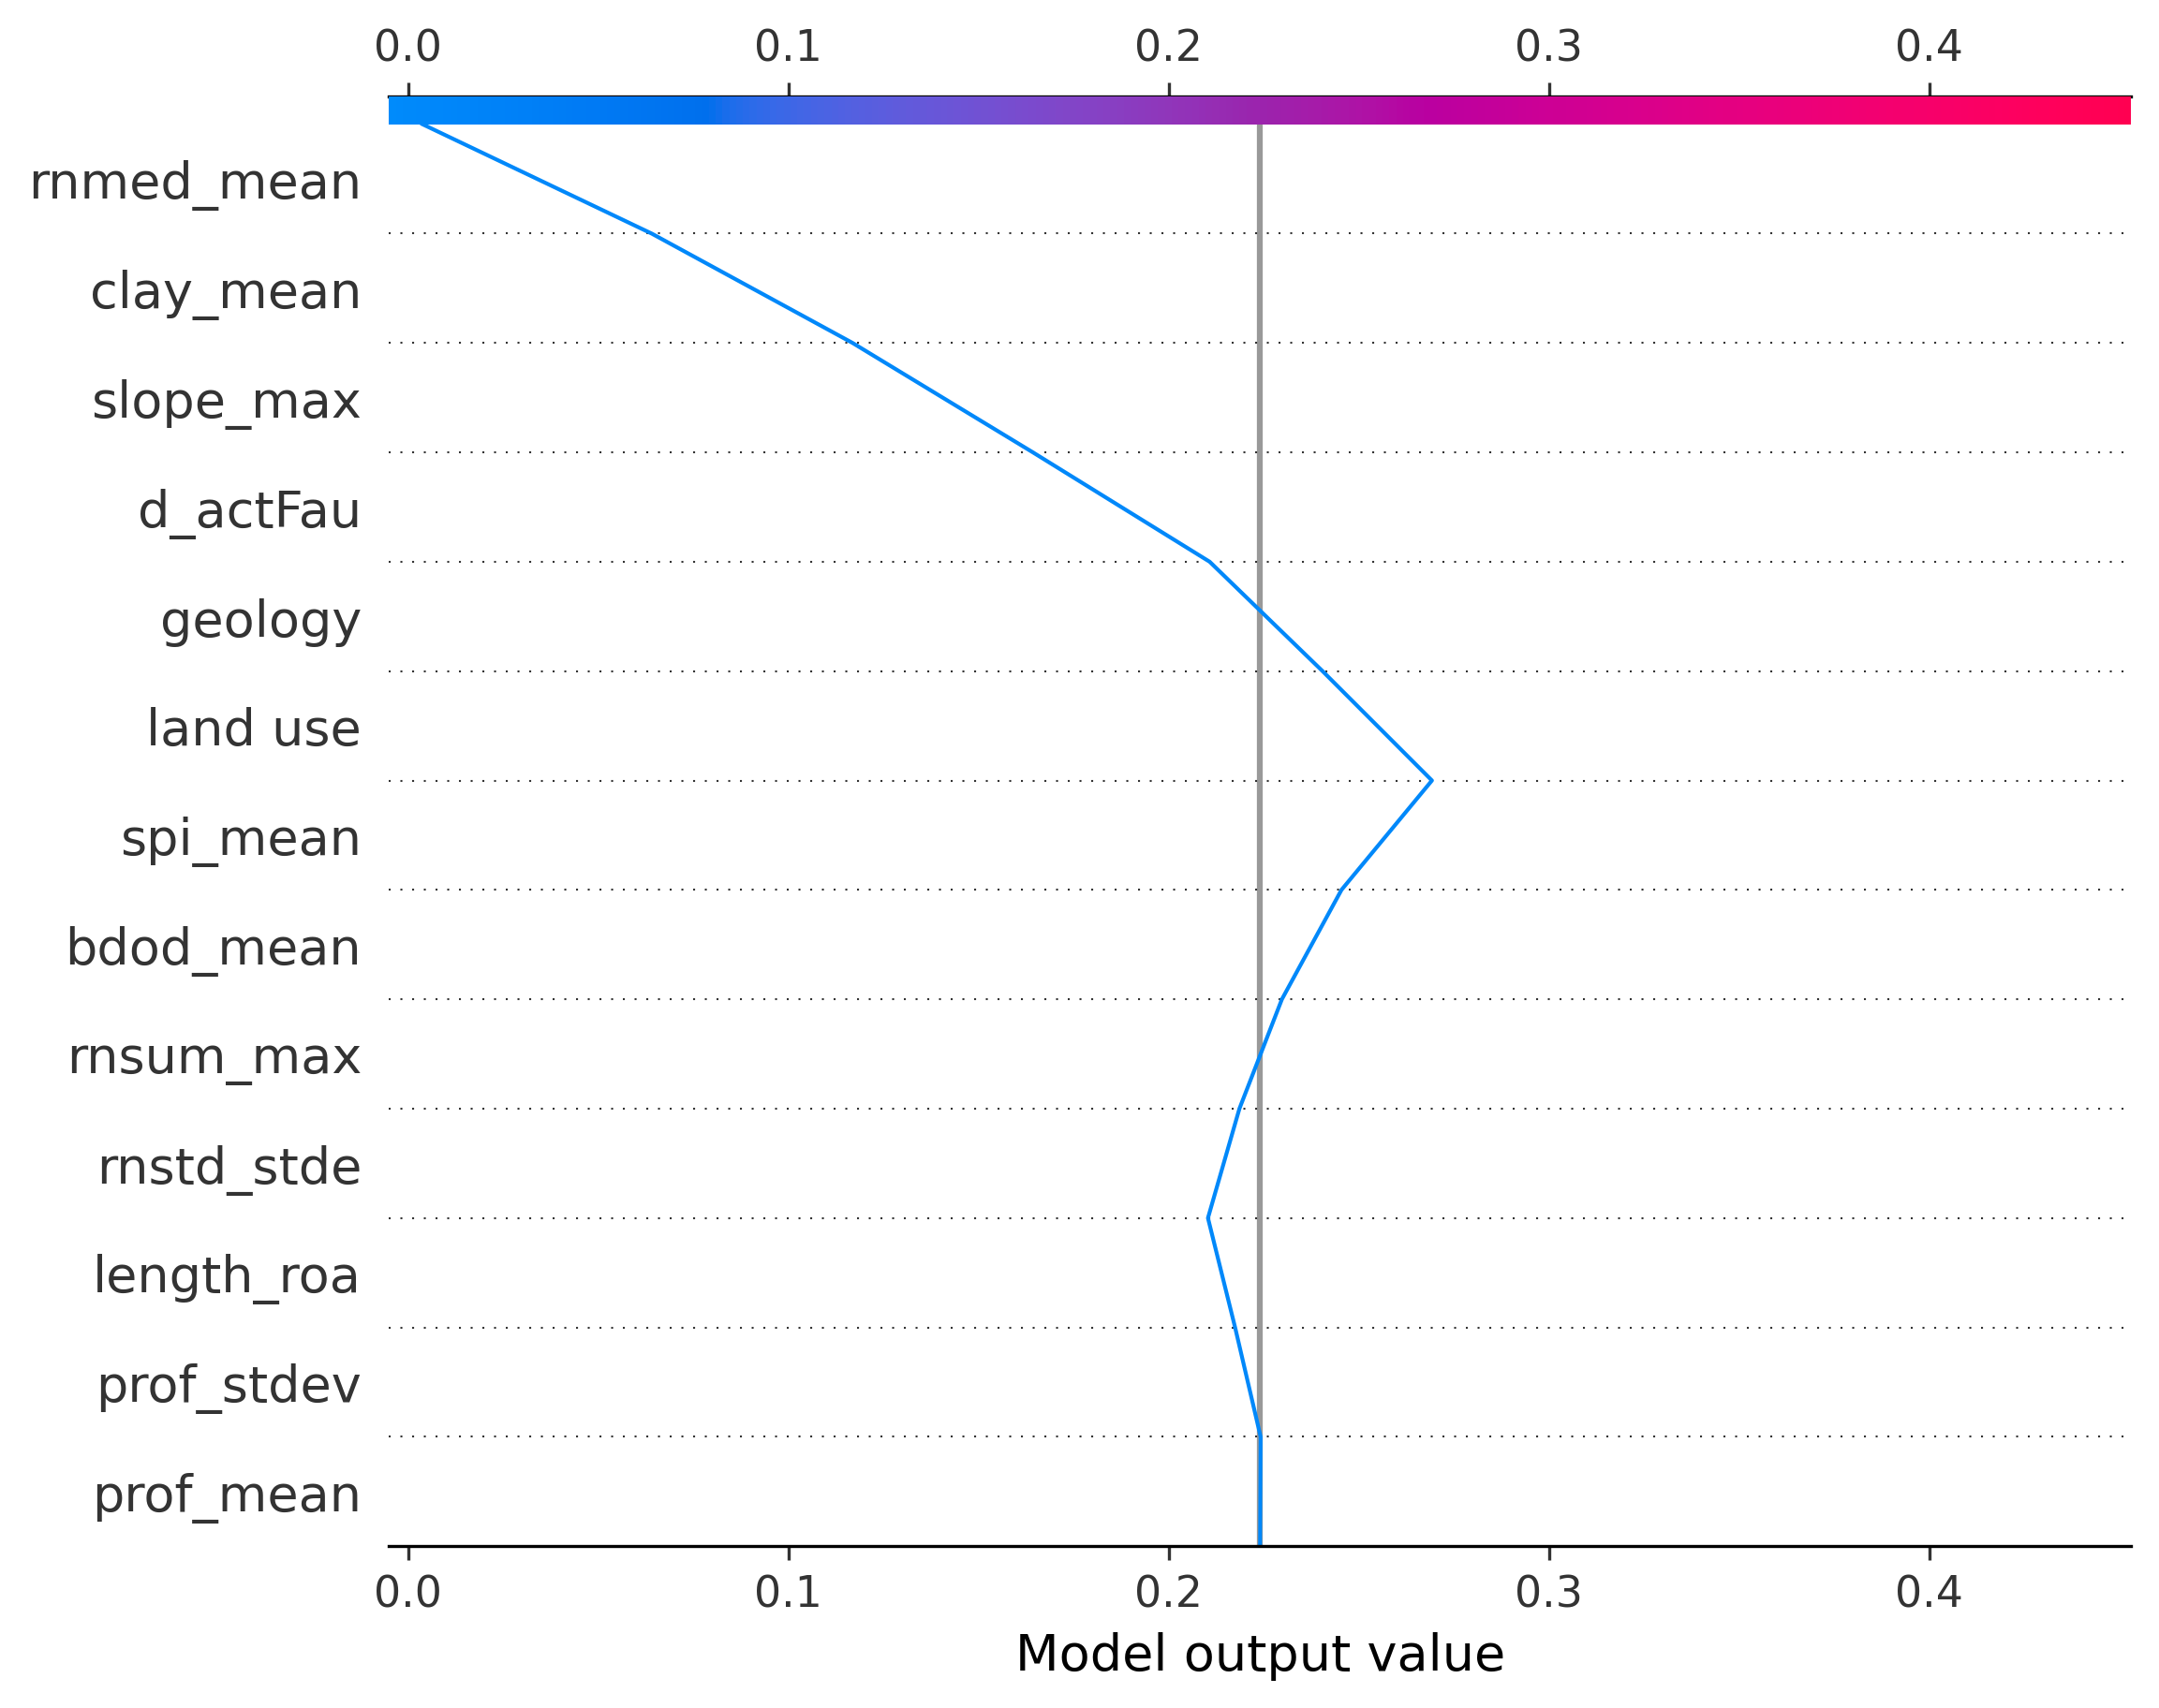 0.0 0.1 0.2 0.3 0.4
rnmed_mean
clay_mean
slope_max
d_actFau
geology
land use
spi_mean
bdod_mean
rnsum_max
rnstd_stde
length_roa
prof_stdev
prof_mean
0.0 0.1 0.2 0.3 0.4
Model output value